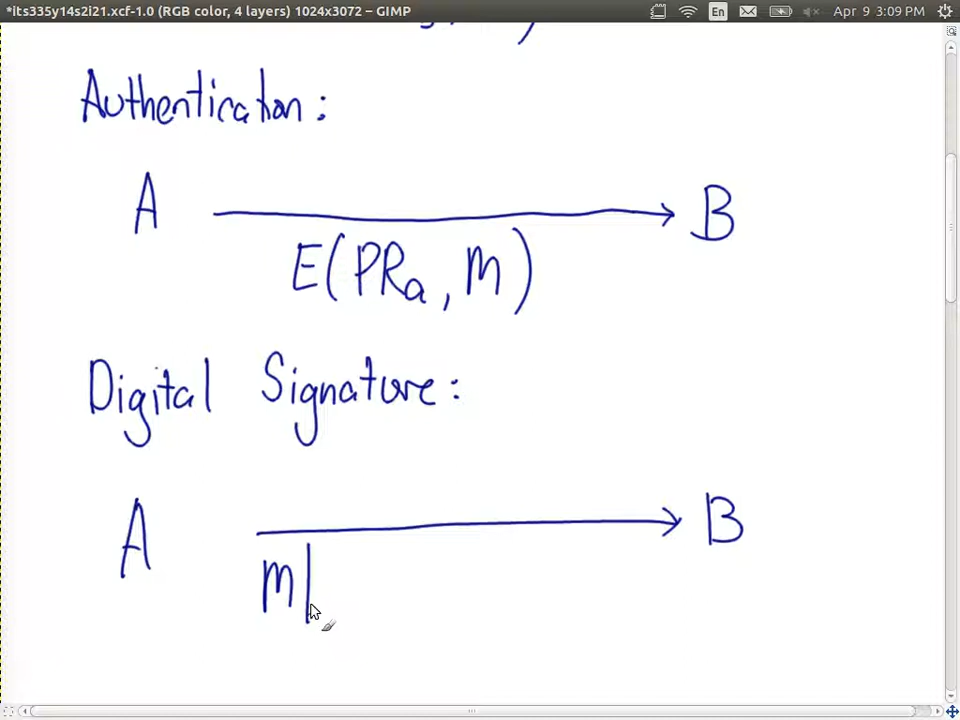 *its335y14s2i21.xcf-1.0 (RGB color, 4 layers) 1024x3072 – GIMP
En
Apr 9 3:09 PM
Authentication:
A
B
E(PRa, M)
Digital Signature:
A
B
M|